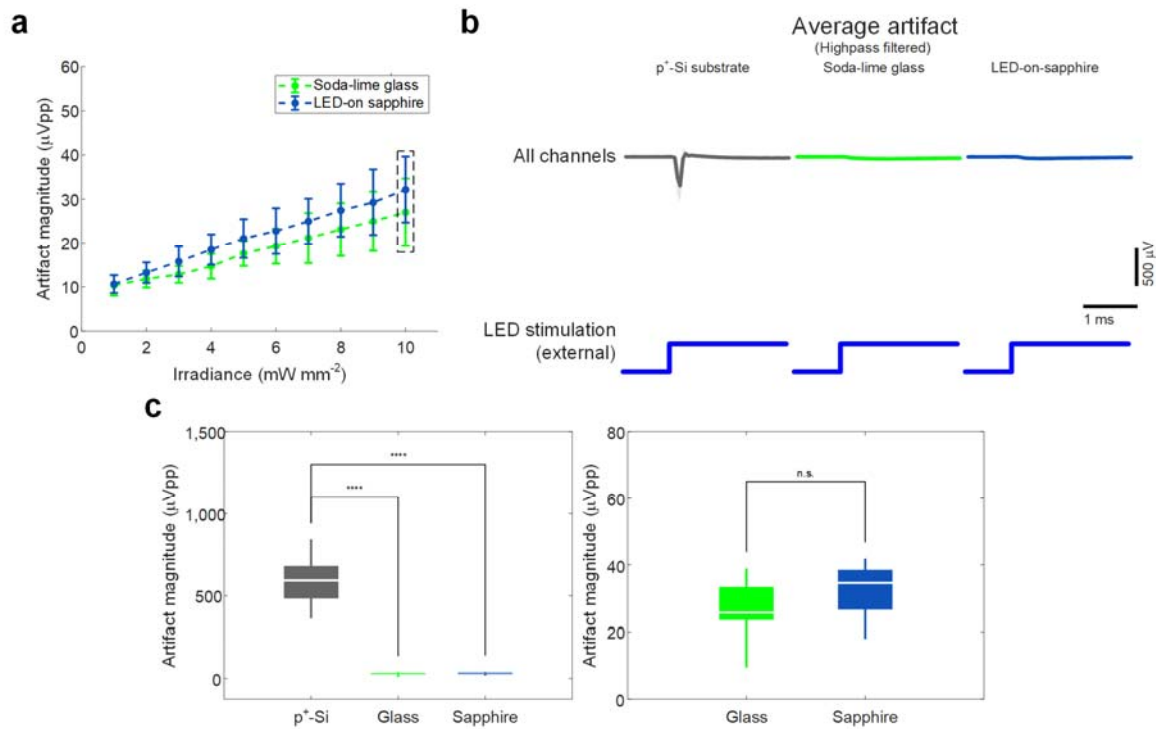 a
60
50
40
30
20
10
0
0
2
4
6
8
10
Artifact magnitude (µVpp)
Irradiance (mW mm⁻²)
Soda-lime glass
LED-on sapphire
b
Average artifact
(Highpass filtered)
p⁺-Si substrate
Soda-lime glass
LED-on-sapphire
All channels
500 µV
1 ms
LED stimulation
(external)
c
1,500
1,000
500
0
Artifact magnitude (µVpp)
****
****
p⁺-Si
Glass
Sapphire
80
60
40
20
0
Artifact magnitude (µVpp)
n.s.
Glass
Sapphire